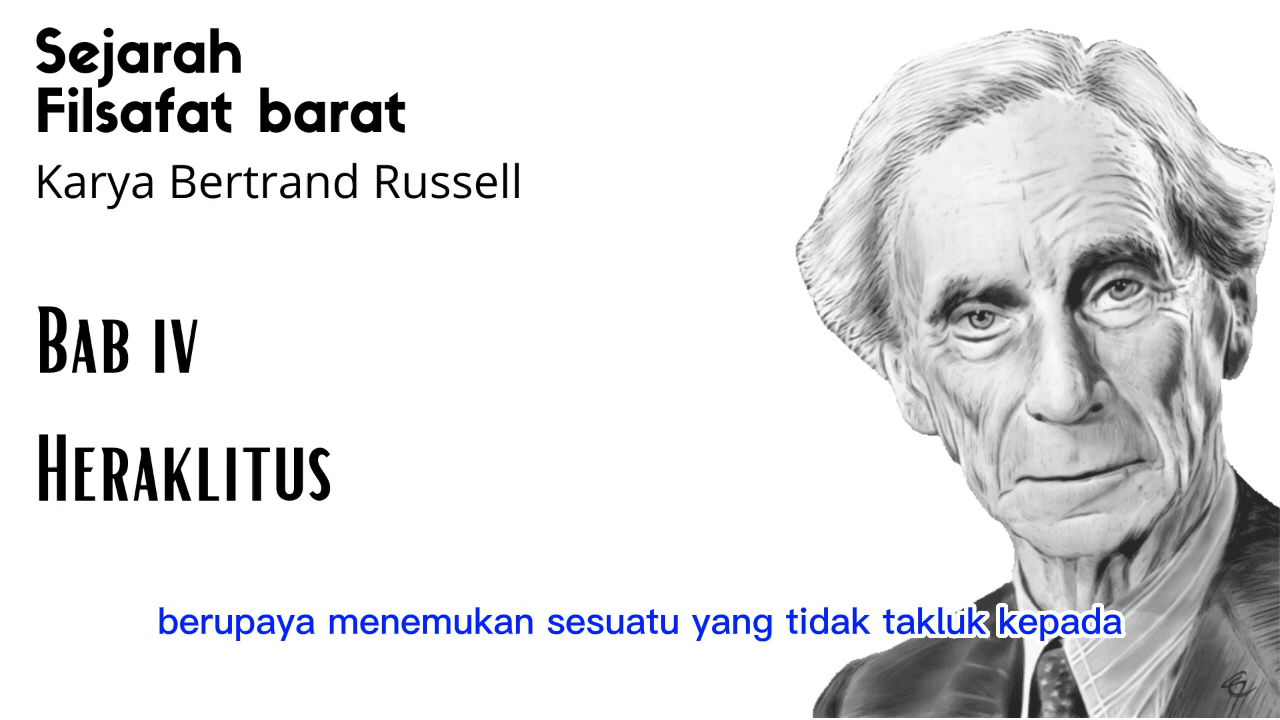 Sejarah
Filsafat barat
Karya Bertrand Russell
Bab iv
Heraklitus
berupaya menemukan sesuatu yang tidak takluk kepada